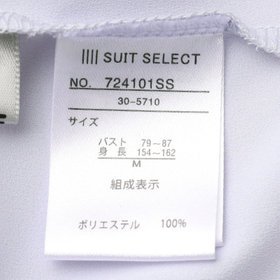 SUIT SELECT
NO. 724101SS
30-5710
サイズ
バスト 79~87
身長 154~162
M
組成表示
ポリエステル 100%